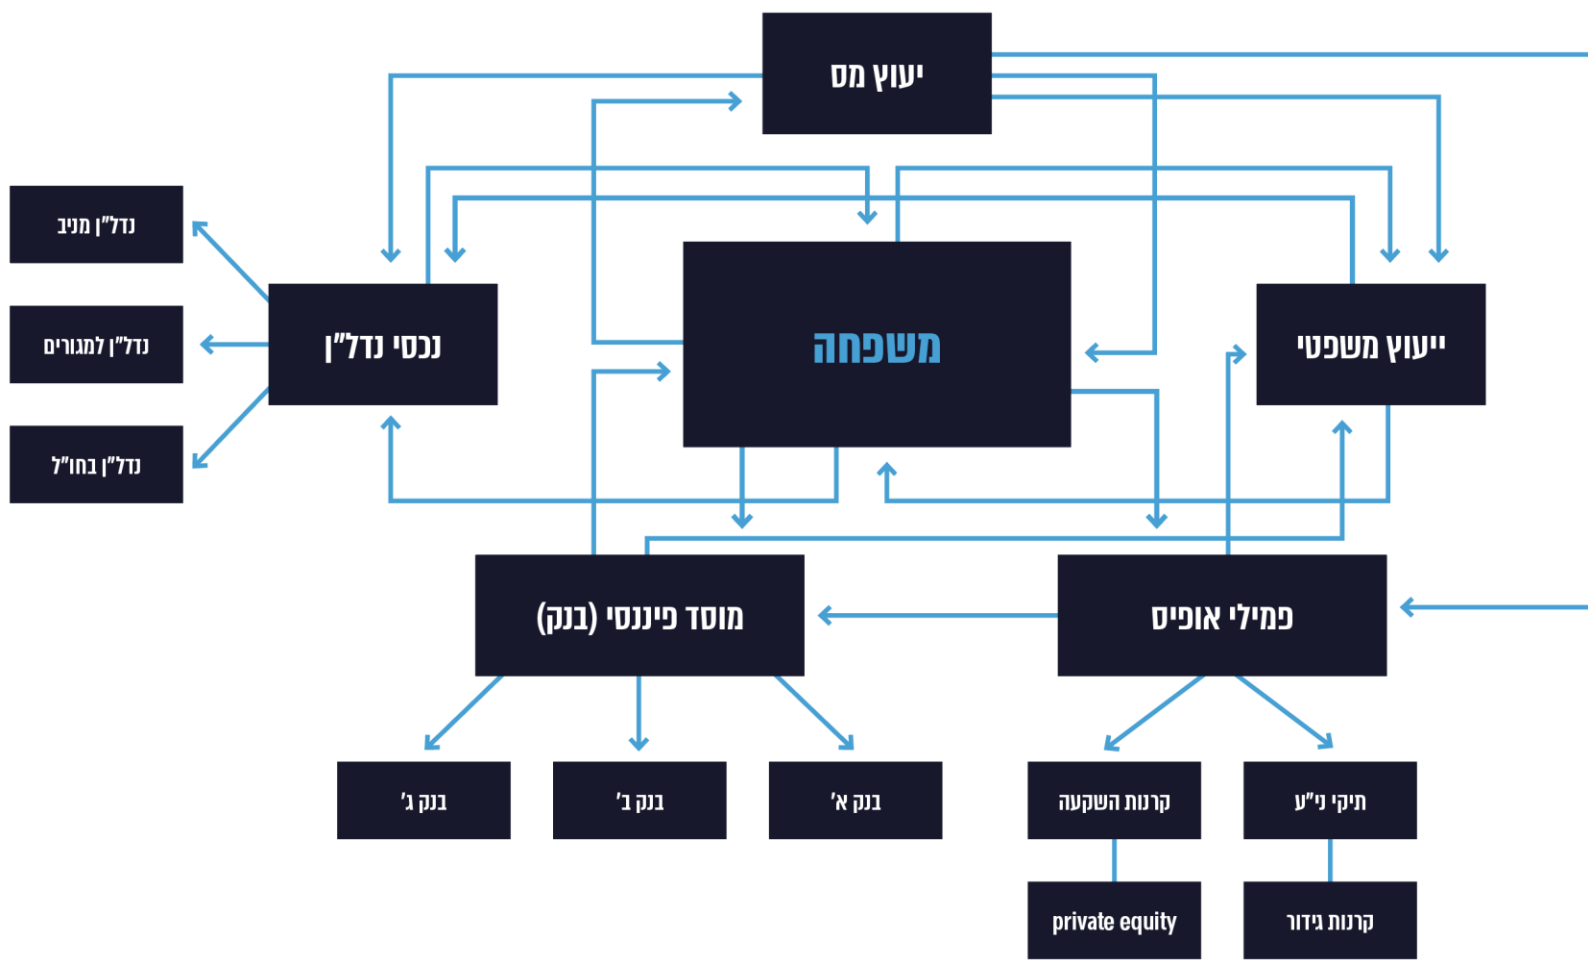 יעוץ מס
נדל"ן מניב
נדל"ן למגורים
נדל"ן בחו"ל
נכסי נדל"ן
משפחה
ייעוץ משפטי
מוסד פיננסי (בנק)
פמילי אופיס
בנק ג'
בנק ב'
בנק א'
קרנות השקעה
תיקי ני"ע
private equity
קרנות גידור